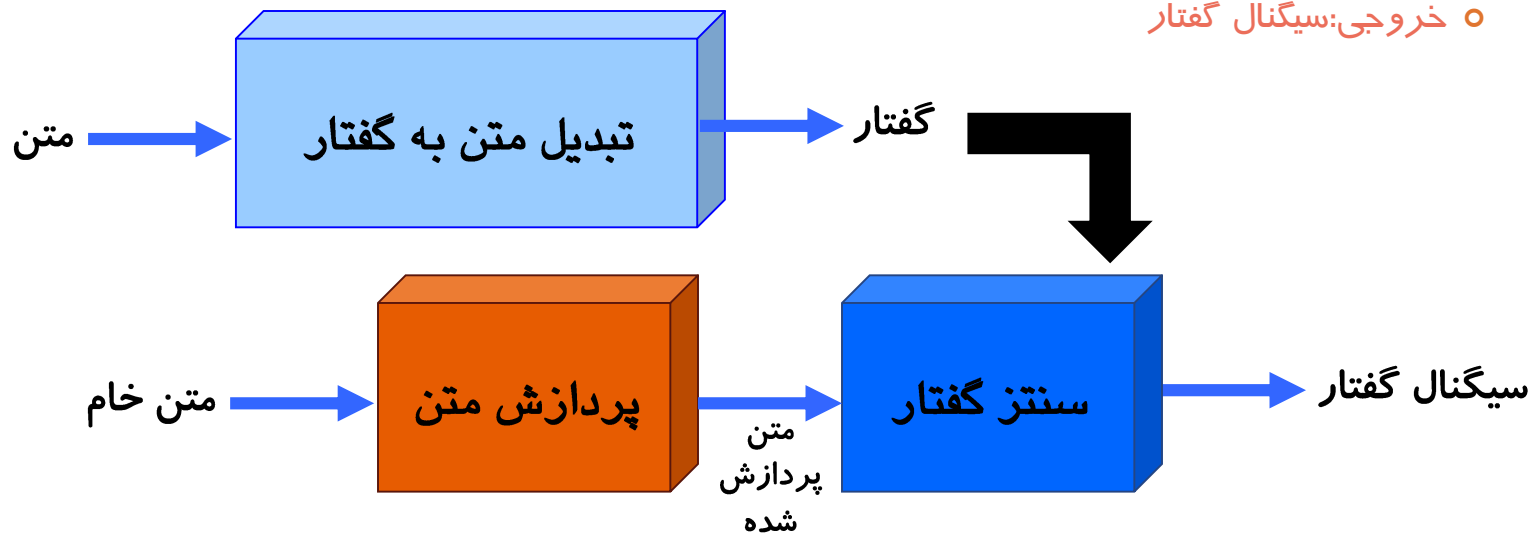 خروجی:سیگنال گفتار
متن
تبدیل متن به گفتار
گفتار
متن خام
پردازش متن
متن
پردازش
شده
سنتز گفتار
سیگنال گفتار